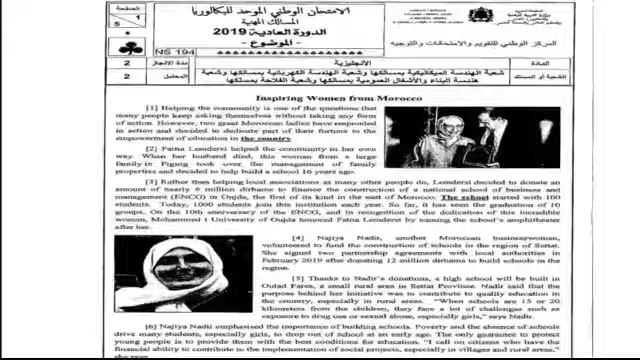 الصفحة
1
5
الامتحان الوطني الموحد للبكالوريا
المسالك المهنية
الدورة العادية 2019
- الموضوع -
NS 194
المركز الوطني للتقويم والامتحانات والتوجيه
2
مدة الإنجاز
الإنجليزية
المادة
2
المعامل
شعبة الهندسة الميكانيكية بمسالكها وشعبة الهندسة الكهربائية بمسالكها وشعبة
هندسة البناء والأشغال العمومية بمسالكها وشعبة الفلاحة بمسالكها
الشعبة أو المسلك
Inspiring Women from Morocco
[1] Helping the community is one of the questions that
many people keep asking themselves without taking any form
of action. However, two great Moroccan ladies have responded
in action and decided to dedicate part of their fortune to the
empowerment of education in the country.
[2] Fatna Lemdersi helped the community in her own
way. When her husband died, this woman from a large
family in Figuig took over the management of family
properties and decided to help build a school 16 years ago.
[3] Rather than helping local associations as many other people do, Lemdersi decided to donate an
amount of nearly 6 million dirhams to finance the construction of a national school of business and
management (ENCG) in Oujda, the first of its kind in the east of Morocco. The school started with 100
students. Today, 1000 students join this institution each year. So far, it has seen the graduation of 10
groups. On the 10th anniversary of the ENCG, and in recognition of the dedication of this incredible
woman, Mohammed I University of Oujda honored Fatna Lemdersi by naming the school's amphitheater
after her.
[4] Najiya Nadir, another Moroccan businesswoman,
volunteered to fund the construction of schools in the region of Settat.
She signed two partnership agreements with local authorities in
February 2019 after donating 12 million dirhams to build schools in the
region.
[5] Thanks to Nadir's donations, a high school will be built in
Oulad Fares, a small rural area in Settat Province. Nadir said that the
purpose behind her initiative was to contribute to quality education in
the country, especially in rural areas. "When schools are 15 or 20
kilometers from the children, they face a lot of challenges such as
exposure to drug use or sexual abuse, especially girls," says Nadir.
[6] Najiya Nadir emphasised the importance of building schools. Poverty and the absence of schools
drive many students, especially girls, to drop out of school at an early age. The only guarantee to protect
young people is to provide them with the best conditions for education. "I call on citizens who have the
financial ability to contribute to the implementation of social projects, especially in villages and rural areas,"
she says